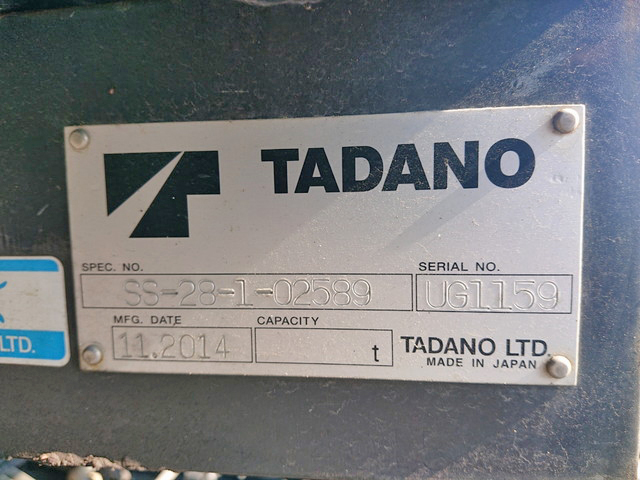 TADANO
SPEC. NO.
SS-28-1-02589
SERIAL NO.
UG1159
MFG. DATE
11.2014
CAPACITY
t
TADANO LTD.
MADE IN JAPAN
LTD.